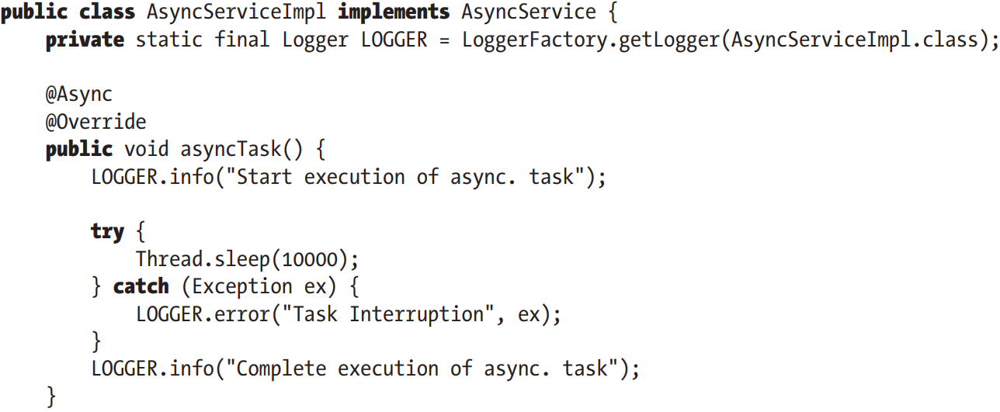 public class AsyncServiceImpl implements AsyncService {
    private static final Logger LOGGER = LoggerFactory.getLogger(AsyncServiceImpl.class);

    @Async
    @Override
    public void asyncTask() {
        LOGGER.info("Start execution of async. task");

        try {
            Thread.sleep(10000);
        } catch (Exception ex) {
            LOGGER.error("Task Interruption", ex);
        }
        LOGGER.info("Complete execution of async. task");
    }